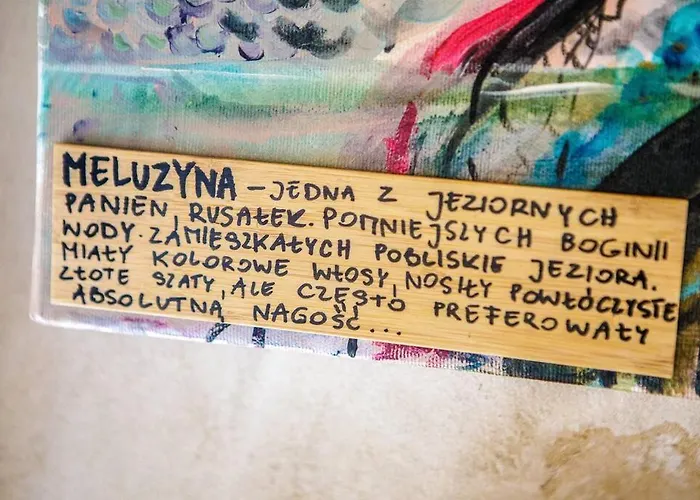 MELUZYNA – JEDNA Z JEZIORNYCH
PANIEN, RUSAŁEK. POMNIEJSZYCH BOGINII
WODY. ZAMIESZKAŁYCH POBLISKIE JEZIORA.
MIAŁY KOLOROWE WŁOSY, NOSIŁY POWŁÓCZYSTE
ZŁOTE SZATY, ALE CZĘSTO PREFEROWAŁY
ABSOLUTNĄ NAGOŚĆ...